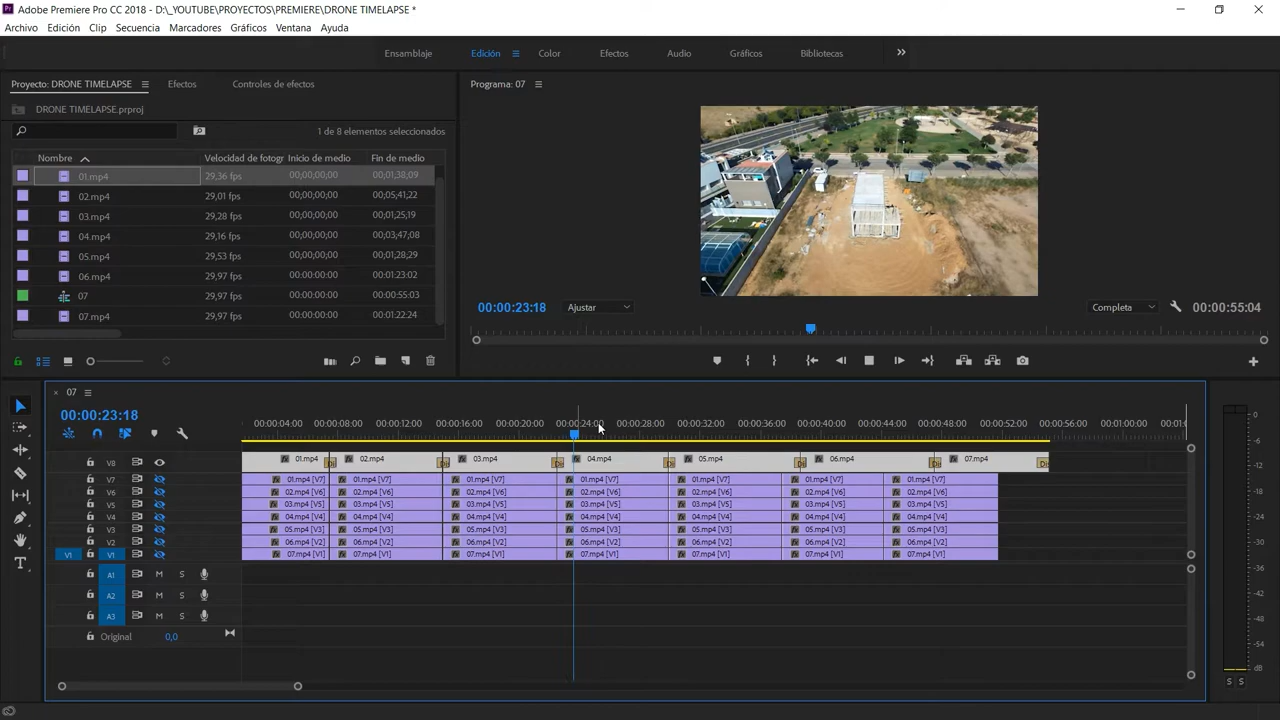 Adobe Premiere Pro CC 2018 - D:\_YOUTUBE\PROYECTOS\PREMIERE\DRONE TIMELAPSE *
Archivo Edición Clip Secuencia Marcadores Gráficos Ventana Ayuda
Ensamblaje Edición Color Efectos Audio Gráficos Bibliotecas
Proyecto: DRONE TIMELAPSE Efectos Controles de efectos
Programa: 07
DRONE TIMELAPSE.prproj
1 de 8 elementos seleccionados
Nombre Velocidad de fotogr Inicio de medio Fin de medio
01.mp4 29,36 fps 00;00;00;00 00;01;38;09
02.mp4 29,01 fps 00;00;00;00 00;05;41;22
03.mp4 29,28 fps 00;00;00;00 00;01;25;19
04.mp4 29,16 fps 00;00;00;00 00;03;47;08
05.mp4 29,53 fps 00;00;00;00 00;01;28;29
06.mp4 29,97 fps 00:00:00:00 00:01:23:02
07 29,97 fps 00:00:00:00 00:00:55:03
07.mp4 29,97 fps 00:00:00:00 00:01:22:24
00:00:23:18 Ajustar Completa 00:00:55:04
07
00:00:23:18
00:00:04:00 00:00:08:00 00:00:12:00 00:00:16:00 00:00:20:00 00:00:24:00 00:00:28:00 00:00:32:00 00:00:36:00 00:00:40:00 00:00:44:00 00:00:48:00 00:00:52:00 00:00:56:00 00:01:00:00 00:01:0
V8 01.mp4 02.mp4 03.mp4 04.mp4 05.mp4 06.mp4 07.mp4
V7 01.mp4 [V7] 01.mp4 [V7] 01.mp4 [V7] 01.mp4 [V7] 01.mp4 [V7] 01.mp4 [V7] 01.mp4 [V7]
V6 02.mp4 [V6] 02.mp4 [V6] 02.mp4 [V6] 02.mp4 [V6] 02.mp4 [V6] 02.mp4 [V6] 02.mp4 [V6]
V5 03.mp4 [V5] 03.mp4 [V5] 03.mp4 [V5] 03.mp4 [V5] 03.mp4 [V5] 03.mp4 [V5] 03.mp4 [V5]
V4 04.mp4 [V4] 04.mp4 [V4] 04.mp4 [V4] 04.mp4 [V4] 04.mp4 [V4] 04.mp4 [V4] 04.mp4 [V4]
V3 05.mp4 [V3] 05.mp4 [V3] 05.mp4 [V3] 05.mp4 [V3] 05.mp4 [V3] 05.mp4 [V3] 05.mp4 [V3]
V2 06.mp4 [V2] 06.mp4 [V2] 06.mp4 [V2] 06.mp4 [V2] 06.mp4 [V2] 06.mp4 [V2] 06.mp4 [V2]
V1 V1 07.mp4 [V1] 07.mp4 [V1] 07.mp4 [V1] 07.mp4 [V1] 07.mp4 [V1] 07.mp4 [V1] 07.mp4 [V1]
A1 M S
A2 M S
A3 M S
Original 0,0
0
-6
-12
-18
-24
-30
-36
-42
-48
-54
dB
S S